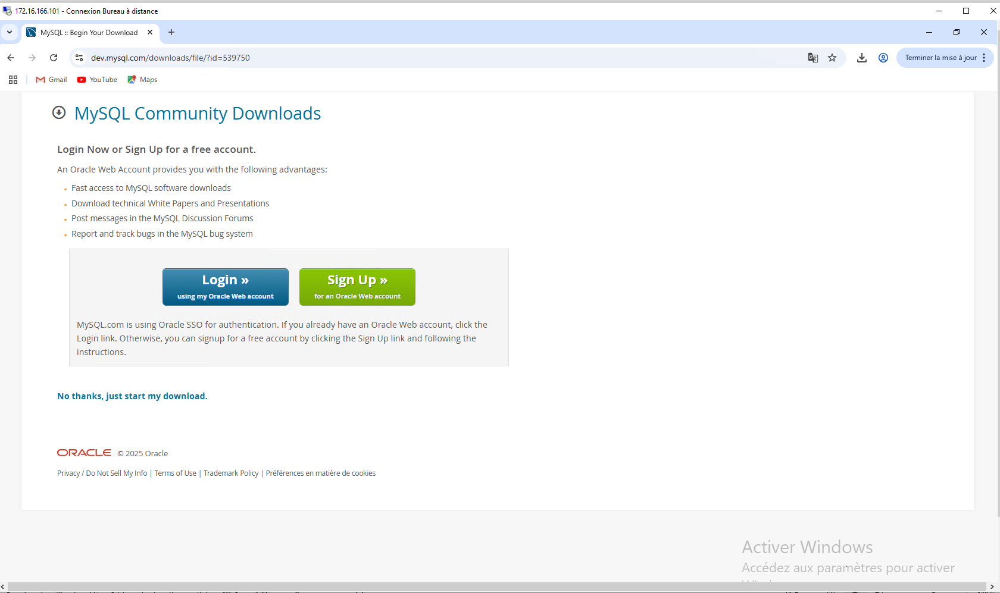 172.16.166.101 - Connexion Bureau à distance
MySQL :: Begin Your Download
dev.mysql.com/downloads/file/?id=539750
Terminer la mise à jour
Gmail YouTube Maps
MySQL Community Downloads
Login Now or Sign Up for a free account.
An Oracle Web Account provides you with the following advantages:
Fast access to MySQL software downloads
Download technical White Papers and Presentations
Post messages in the MySQL Discussion Forums
Report and track bugs in the MySQL bug system
Login »
using my Oracle Web account
Sign Up »
for an Oracle Web account
MySQL.com is using Oracle SSO for authentication. If you already have an Oracle Web account, click the
Login link. Otherwise, you can signup for a free account by clicking the Sign Up link and following the
instructions.
No thanks, just start my download.
ORACLE © 2025 Oracle
Privacy / Do Not Sell My Info | Terms of Use | Trademark Policy | Préférences en matière de cookies
Activer Windows
Accédez aux paramètres pour activer